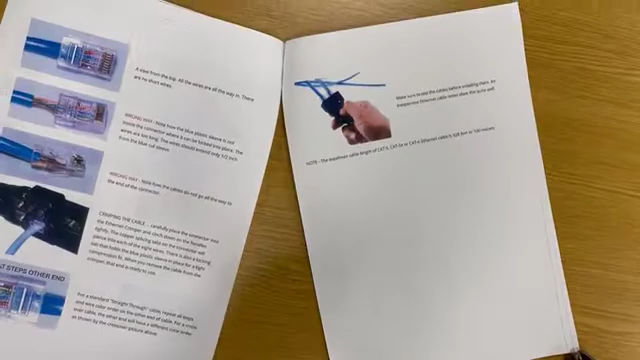 A view from the top. All the wires are all the way in. There
are no short wires.
WRONG WAY - Note how the blue plastic sleeve is not
inside the connector where it can be locked into place. The
wires are too long. The wires should extend only 1/2 inch
from the blue cut sleeve.
WRONG WAY - Note how the cables do not go all the way to
the end of the connector.
CRIMPING THE CABLE ... carefully place the connector into
the Ethernet Crimper and cinch down on the handles
tightly. The copper splicing tabs on the connector will
pierce into each of the eight wires. There is also a locking
tab that holds the blue plastic sleeve in place for a tight
compression fit. When you remove the cable from the
crimper, that end is ready to use.
STEPS OTHER END
For a standard "Straight Through" cable, repeat all steps
and wire color order on the other end of cable. For a cross
over cable, the other end will have a different color order
as shown by the crossover picture above.
Make sure to test the cables before installing them. An
inexpensive Ethernet cable tester does this quite well.
NOTE - The maximum cable length of CAT-5, CAT-5e or CAT-6 Ethernet cable is 328 feet or 100 meters